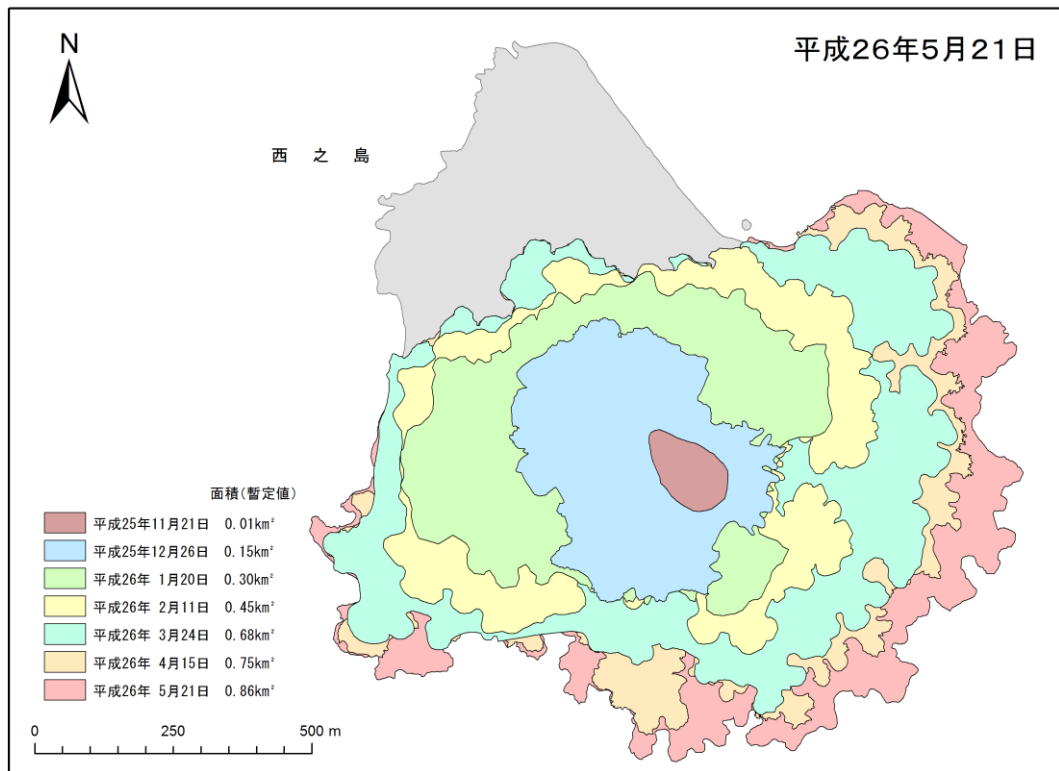 N
平成26年5月21日
西 之 島
面積(暫定値)
平成25年11月21日 0.01k㎡
平成25年12月26日 0.15k㎡
平成26年 1月20日 0.30k㎡
平成26年 2月11日 0.45k㎡
平成26年 3月24日 0.68k㎡
平成26年 4月15日 0.75k㎡
平成26年 5月21日 0.86k㎡
0 250 500 m